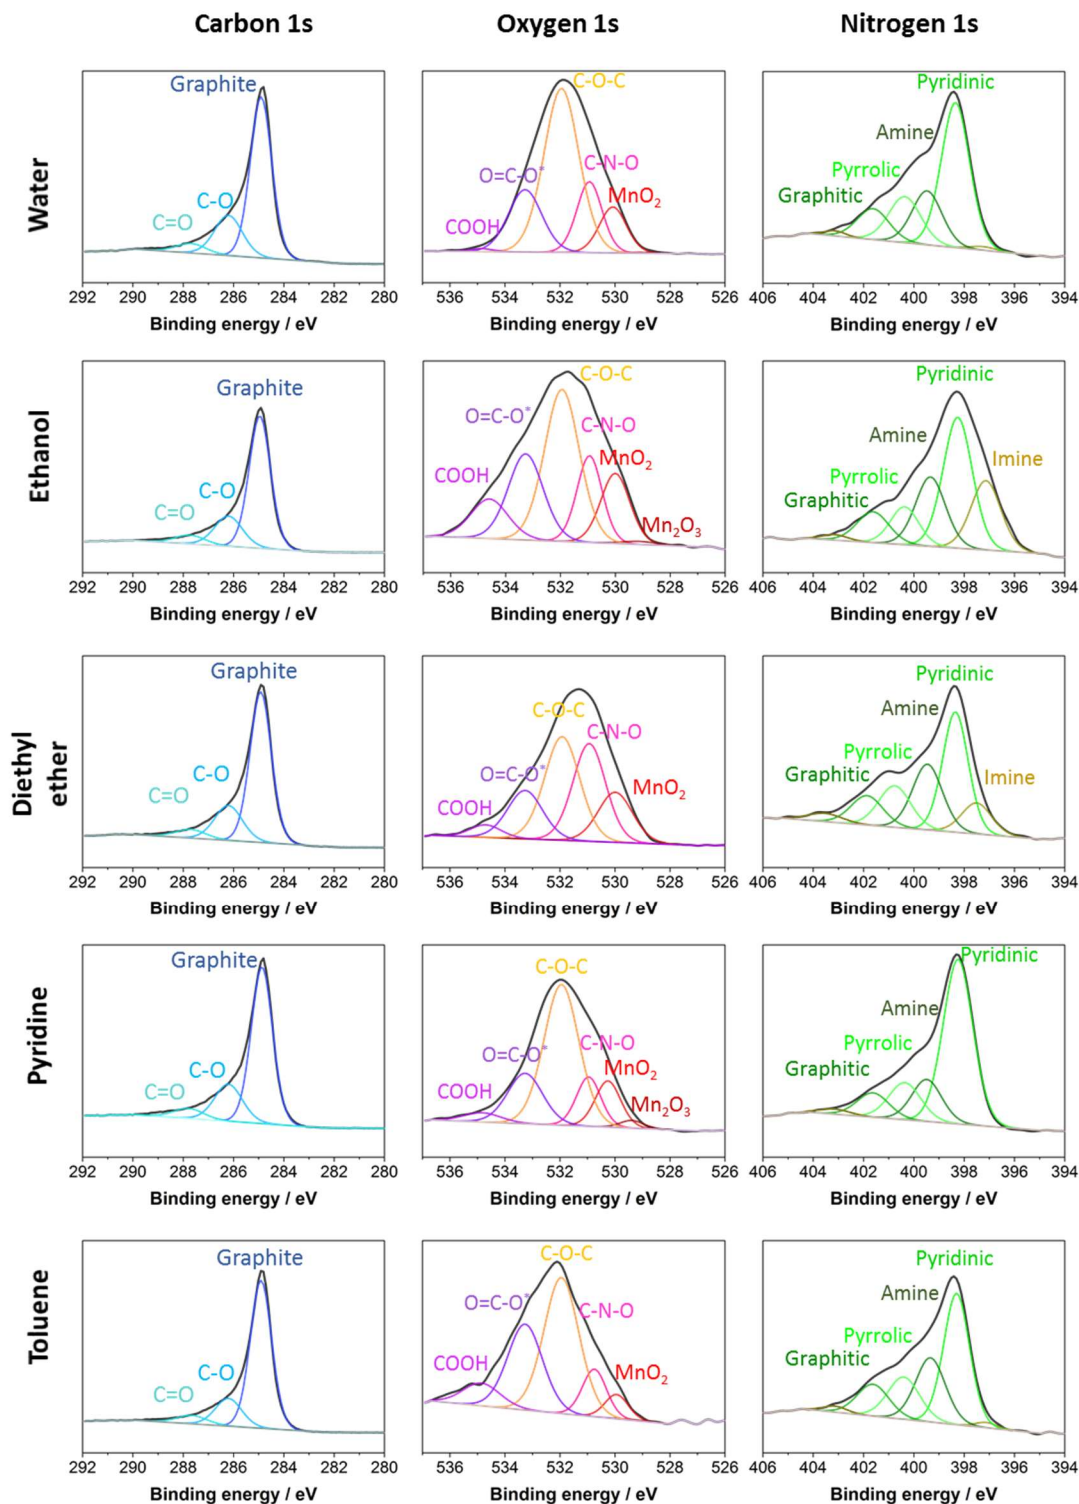 Carbon 1s Oxygen 1s Nitrogen 1s
Water
Graphite
C-O
C=O
292 290 288 286 284 282 280
Binding energy / eV
C-O-C
C-N-O
O=C-O*
MnO₂
COOH
536 534 532 530 528 526
Binding energy / eV
Pyridinic
Amine
Pyrrolic
Graphitic
406 404 402 400 398 396 394
Binding energy / eV
Ethanol
Graphite
C-O
C=O
292 290 288 286 284 282 280
Binding energy / eV
C-O-C
O=C-O*
C-N-O
MnO₂
COOH
Mn₂O₃
536 534 532 530 528 526
Binding energy / eV
Pyridinic
Amine
Imine
Pyrrolic
Graphitic
406 404 402 400 398 396 394
Binding energy / eV
Diethyl
ether
Graphite
C-O
C=O
292 290 288 286 284 282 280
Binding energy / eV
C-O-C
C-N-O
O=C-O*
MnO₂
COOH
536 534 532 530 528 526
Binding energy / eV
Pyridinic
Amine
Pyrrolic
Graphitic
Imine
406 404 402 400 398 396 394
Binding energy / eV
Pyridine
Graphite
C-O
C=O
292 290 288 286 284 282 280
Binding energy / eV
C-O-C
C-N-O
O=C-O*
MnO₂
COOH
Mn₂O₃
536 534 532 530 528 526
Binding energy / eV
Pyridinic
Amine
Pyrrolic
Graphitic
406 404 402 400 398 396 394
Binding energy / eV
Toluene
Graphite
C-O
C=O
292 290 288 286 284 282 280
Binding energy / eV
C-O-C
O=C-O*
C-N-O
COOH
MnO₂
536 534 532 530 528 526
Binding energy / eV
Pyridinic
Amine
Pyrrolic
Graphitic
406 404 402 400 398 396 394
Binding energy / eV